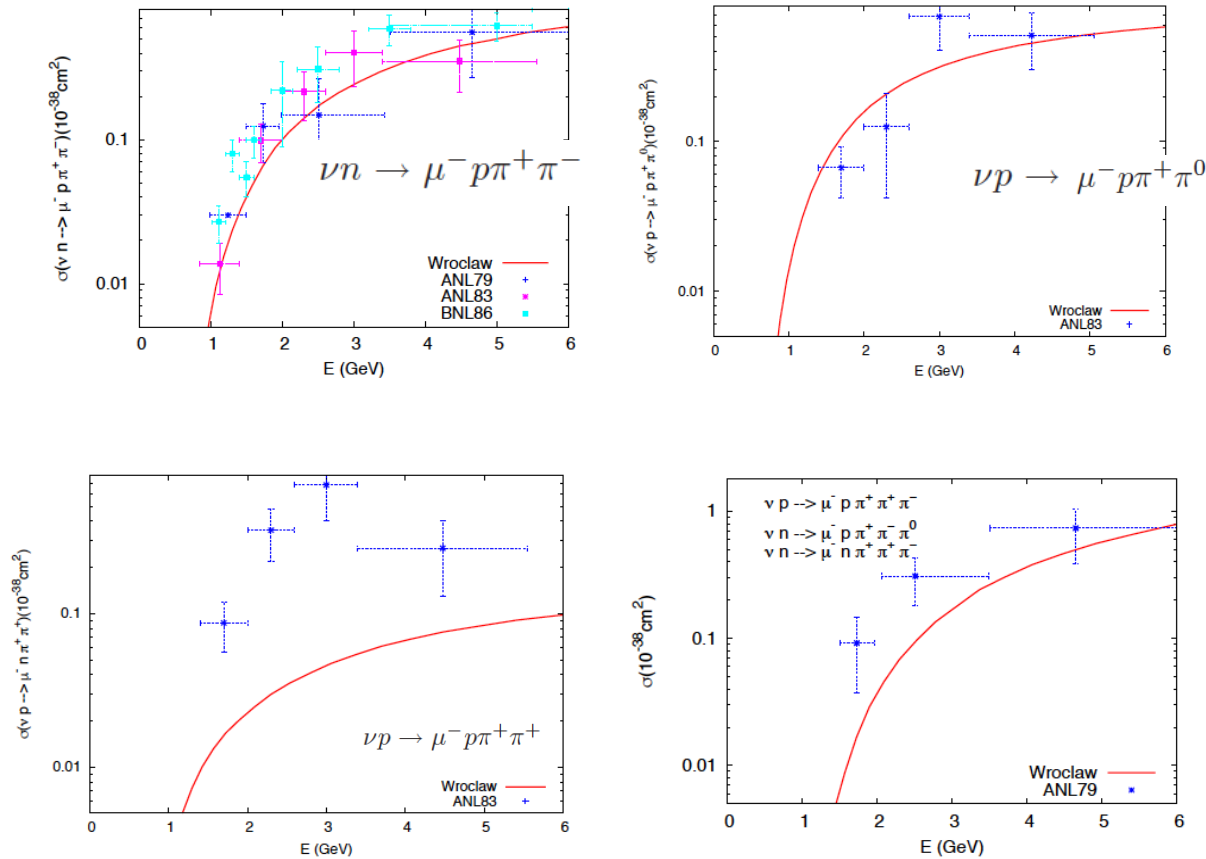 σ(ν n --> μ⁻ p π⁺ π⁻)(10⁻³⁸cm²)
0.1
0.01
νn → μ⁻pπ⁺π⁻
Wroclaw
ANL79
ANL83
BNL86
0 1 2 3 4 5 6
E (GeV)
σ(ν p --> μ⁻ p π⁺ π⁰)(10⁻³⁸cm²)
0.1
0.01
νp → μ⁻pπ⁺π⁰
Wroclaw
ANL83
0 1 2 3 4 5 6
E (GeV)
σ(ν p --> μ⁻ n π⁺ π⁺)(10⁻³⁸cm²)
0.1
0.01
νp → μ⁻pπ⁺π⁺
Wroclaw
ANL83
0 1 2 3 4 5 6
E (GeV)
σ(10⁻³⁸cm²)
1
0.1
0.01
ν p --> μ⁻ p π⁺ π⁺ π⁻
ν n --> μ⁻ p π⁺ π⁻ π⁰
ν n --> μ⁻ n π⁺ π⁺ π⁻
Wroclaw
ANL79
0 1 2 3 4 5 6
E (GeV)